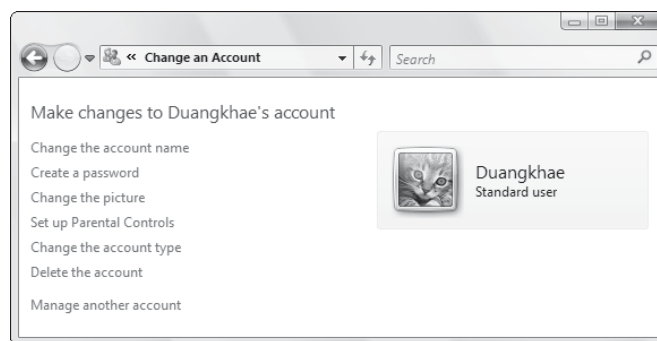 « Change an Account
Search
Make changes to Duangkhae's account
Change the account name
Create a password
Change the picture
Set up Parental Controls
Change the account type
Delete the account
Manage another account
Duangkhae
Standard user